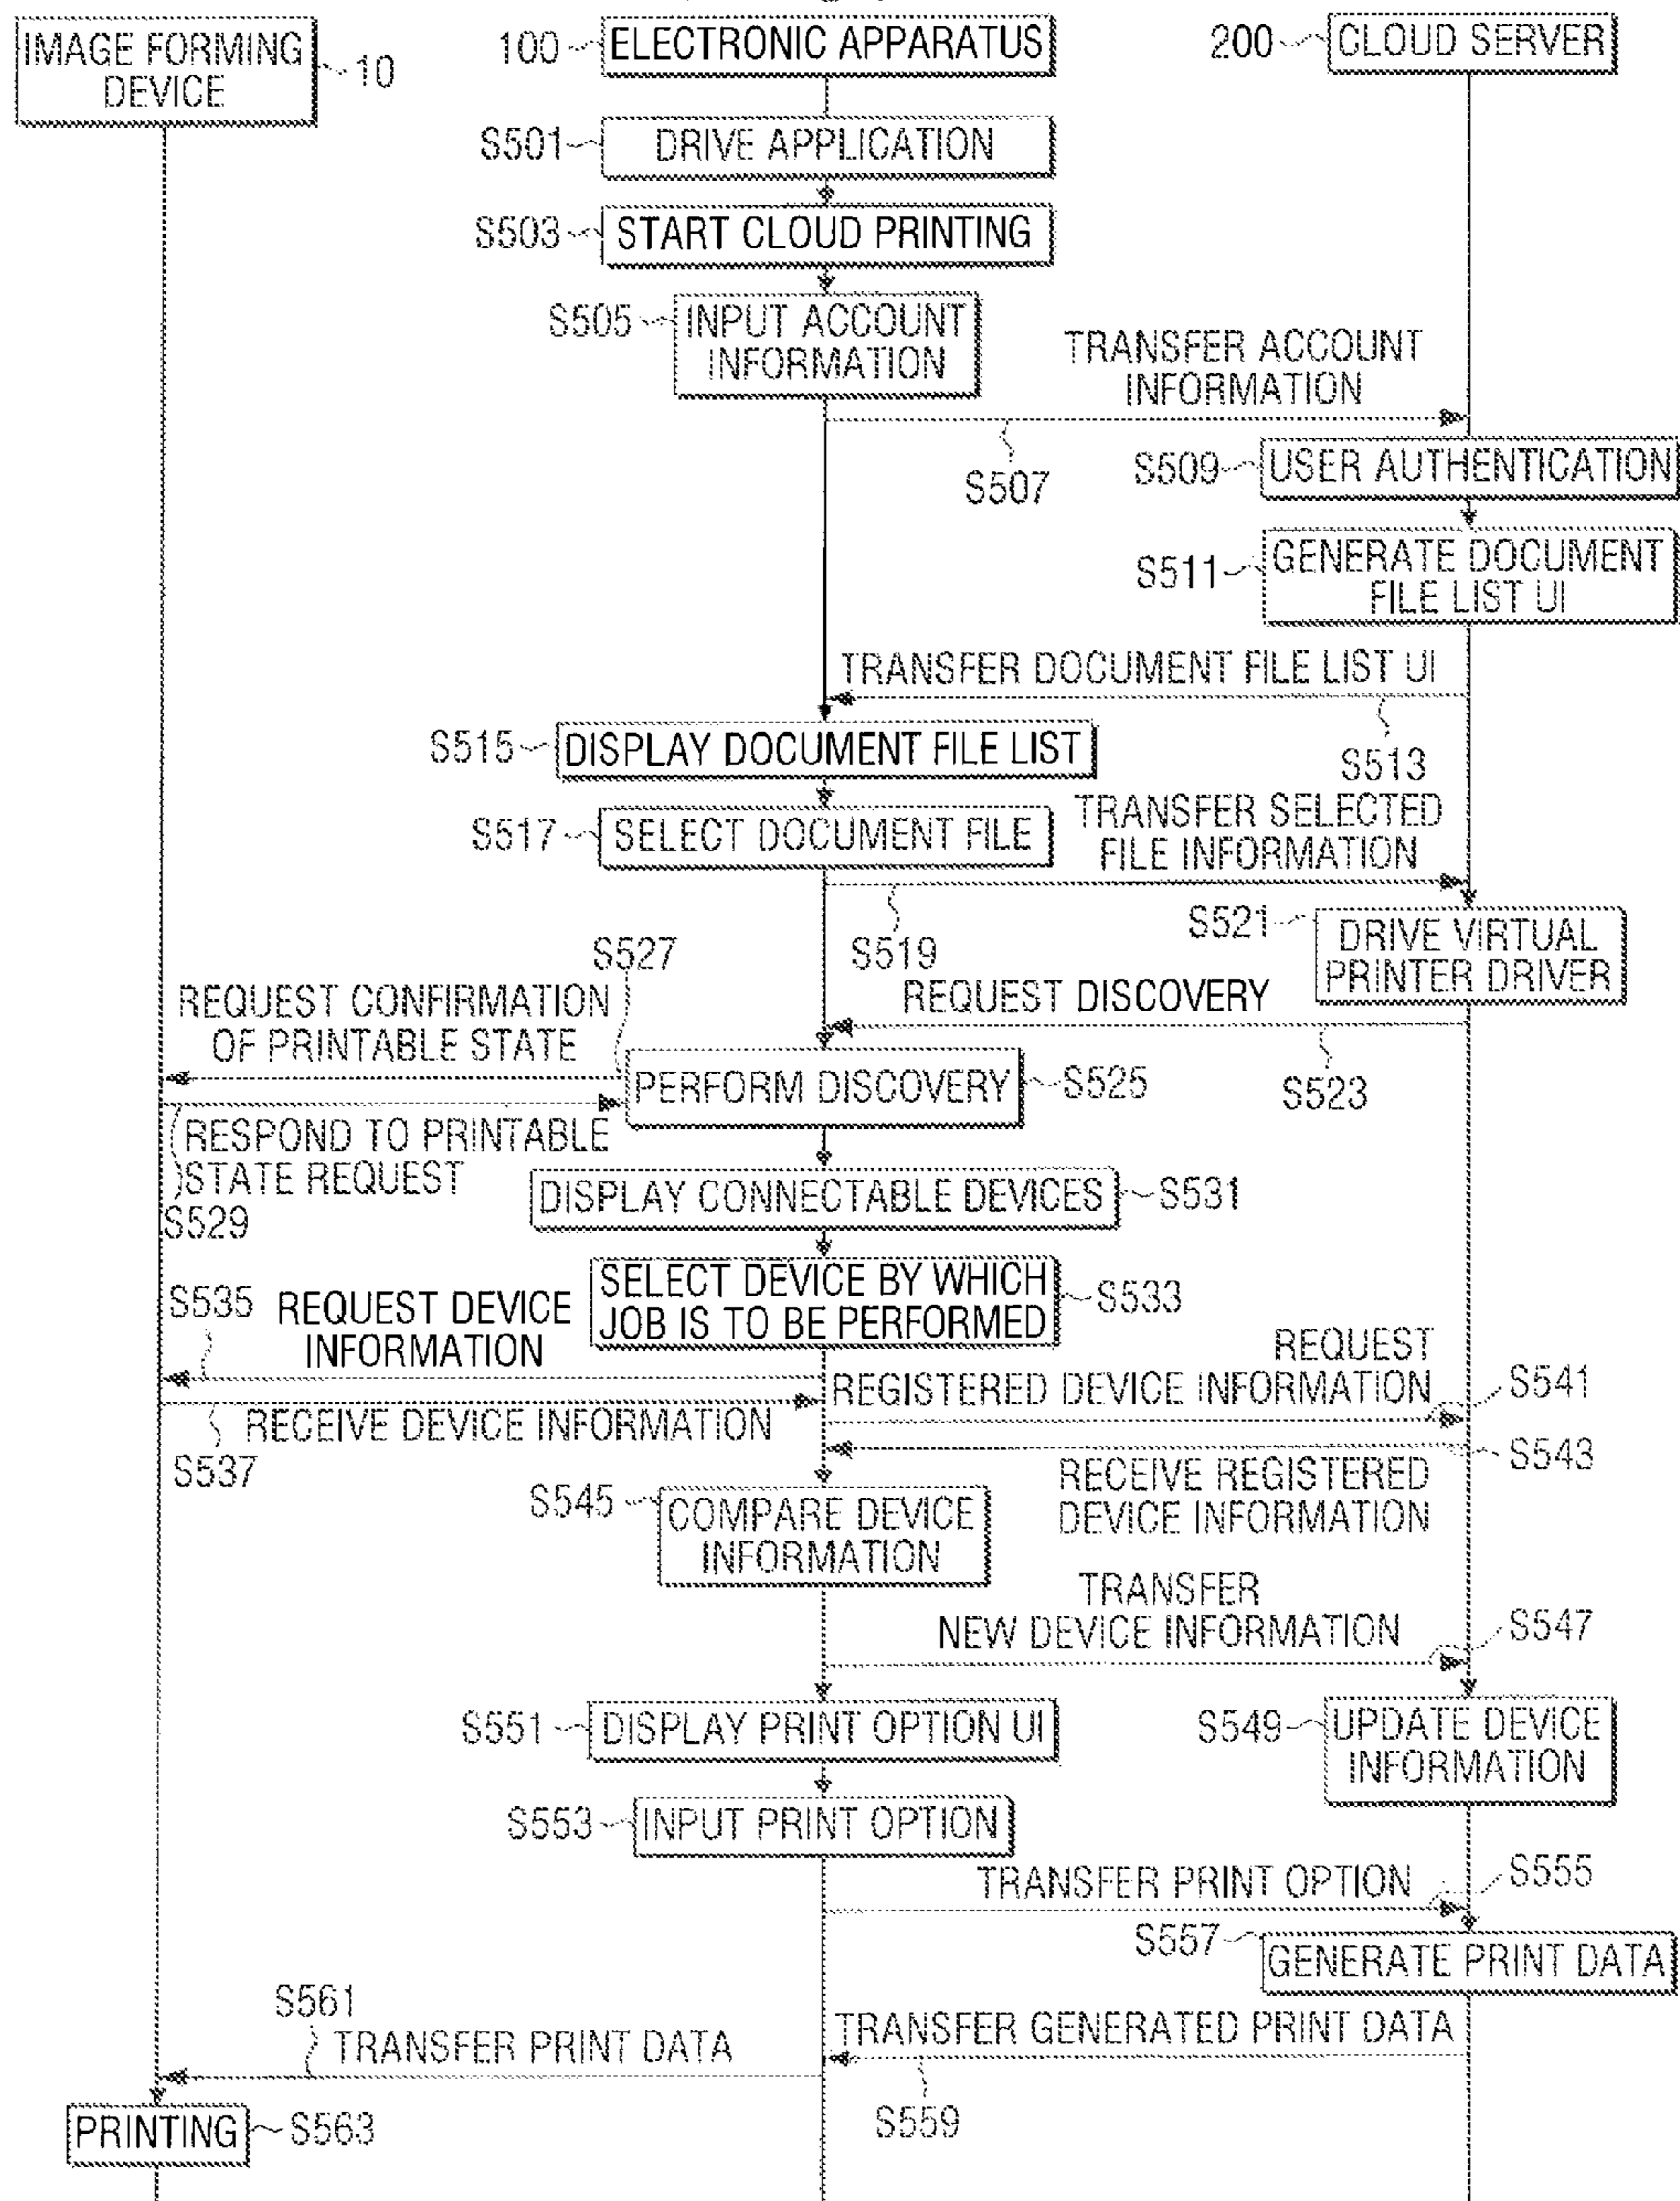 IMAGE FORMING
DEVICE
10
100
ELECTRONIC APPARATUS
200
CLOUD SERVER
S501
DRIVE APPLICATION
S503
START CLOUD PRINTING
S505
INPUT ACCOUNT
INFORMATION
TRANSFER ACCOUNT
INFORMATION
S507
S509
USER AUTHENTICATION
S511
GENERATE DOCUMENT
FILE LIST UI
TRANSFER DOCUMENT FILE LIST UI
S513
S515
DISPLAY DOCUMENT FILE LIST
S517
SELECT DOCUMENT FILE
TRANSFER SELECTED
FILE INFORMATION
S519
S521
DRIVE VIRTUAL
PRINTER DRIVER
REQUEST DISCOVERY
S523
S527
REQUEST CONFIRMATION
OF PRINTABLE STATE
PERFORM DISCOVERY
S525
RESPOND TO PRINTABLE
STATE REQUEST
S529
DISPLAY CONNECTABLE DEVICES
S531
SELECT DEVICE BY WHICH
JOB IS TO BE PERFORMED
S533
S535
REQUEST DEVICE
INFORMATION
RECEIVE DEVICE INFORMATION
S537
REQUEST
REGISTERED DEVICE INFORMATION
S541
S543
RECEIVE REGISTERED
DEVICE INFORMATION
S545
COMPARE DEVICE
INFORMATION
TRANSFER
NEW DEVICE INFORMATION
S547
S551
DISPLAY PRINT OPTION UI
S549
UPDATE DEVICE
INFORMATION
S553
INPUT PRINT OPTION
TRANSFER PRINT OPTION
S555
S557
GENERATE PRINT DATA
S561
TRANSFER PRINT DATA
TRANSFER GENERATED PRINT DATA
S559
PRINTING
S563